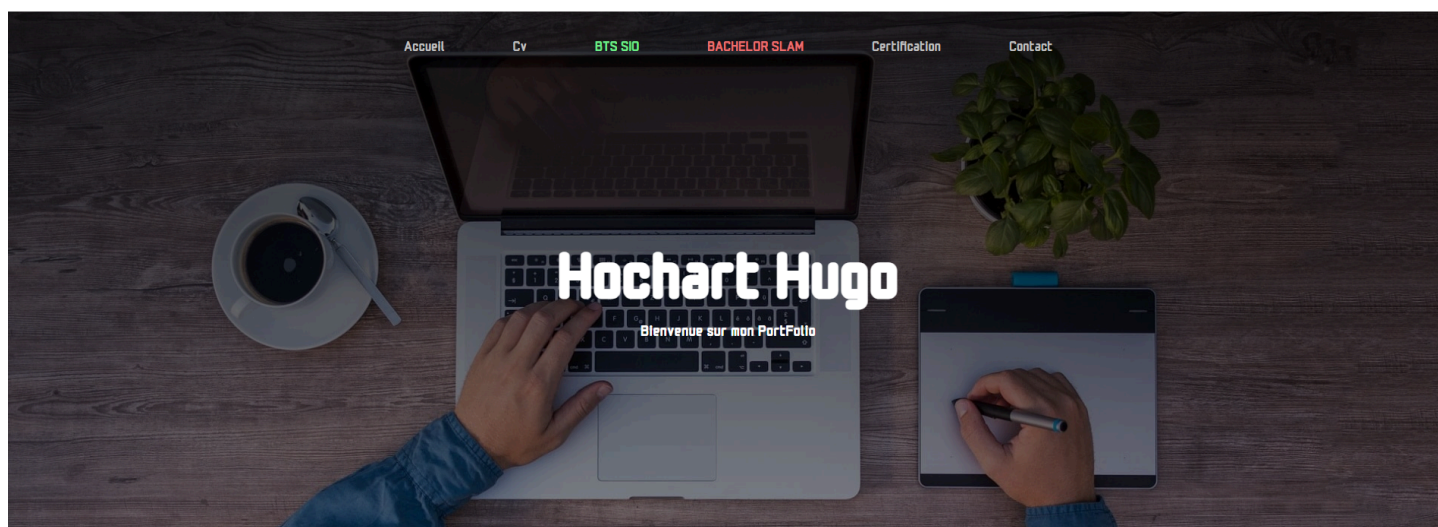 Accueil Cv BTS SIO BACHELOR SLAM Certification Contact
Hochart Hugo
Bienvenue sur mon PortFolio